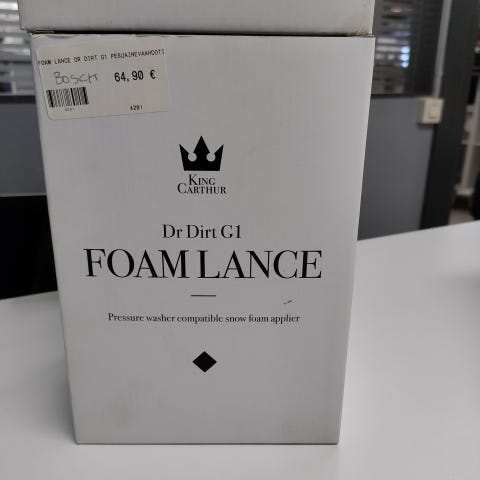 FOAM LANCE DR DIRT G1 PESUAINEVAAHDOTI
BOSCH
64,90 €
4281
KING
CARTHUR
Dr Dirt G1
FOAM LANCE
Pressure washer compatible snow foam applier